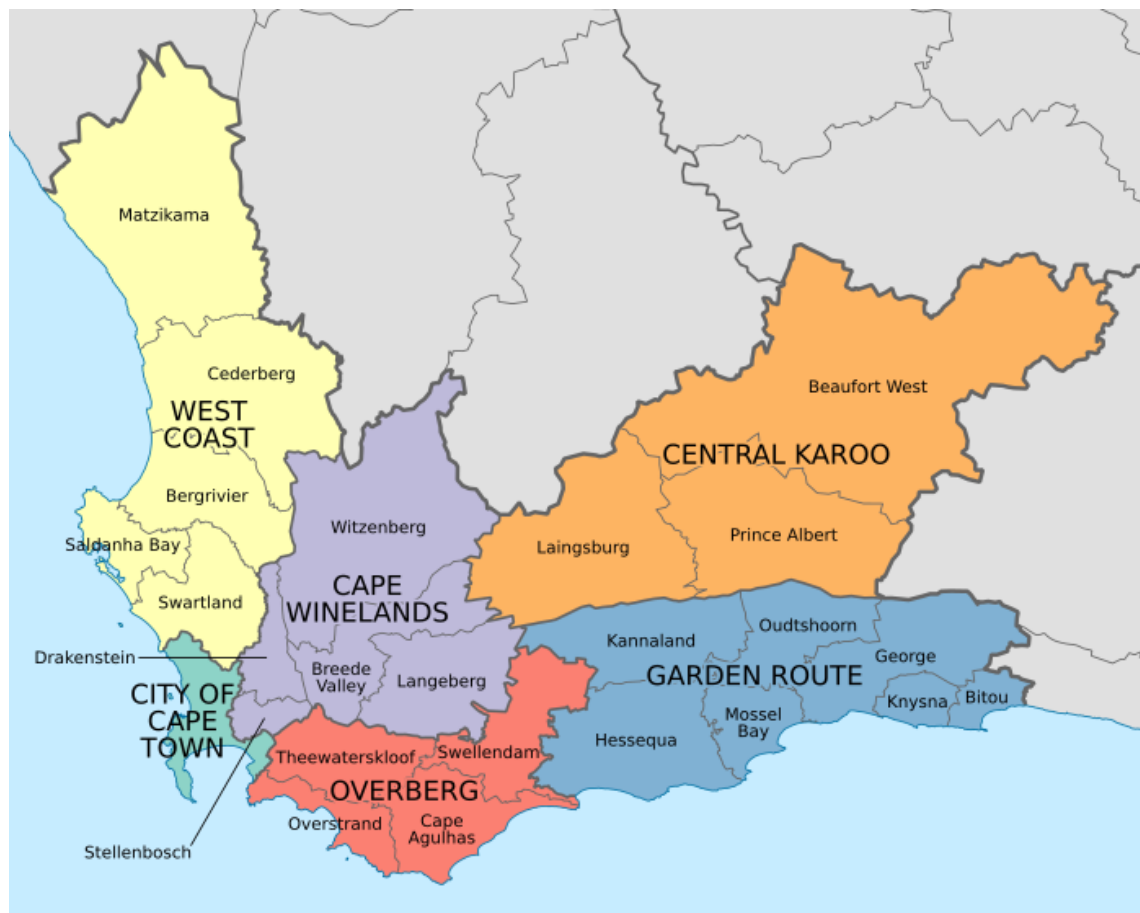 Matzikama
Cederberg
WEST
COAST
Bergrivier
Saldanha Bay
Swartland
Beaufort West
CENTRAL KAROO
Prince Albert
Laingsburg
Witzenberg
CAPE
WINELANDS
Drakenstein
Breede
Valley
Langeberg
Kannaland
Oudtshoorn
George
GARDEN ROUTE
Knysna
Bitou
Mossel
Bay
Hessequa
CITY OF
CAPE
TOWN
Theewaterskloof
Swellendam
OVERBERG
Overstrand
Cape
Agulhas
Stellenbosch